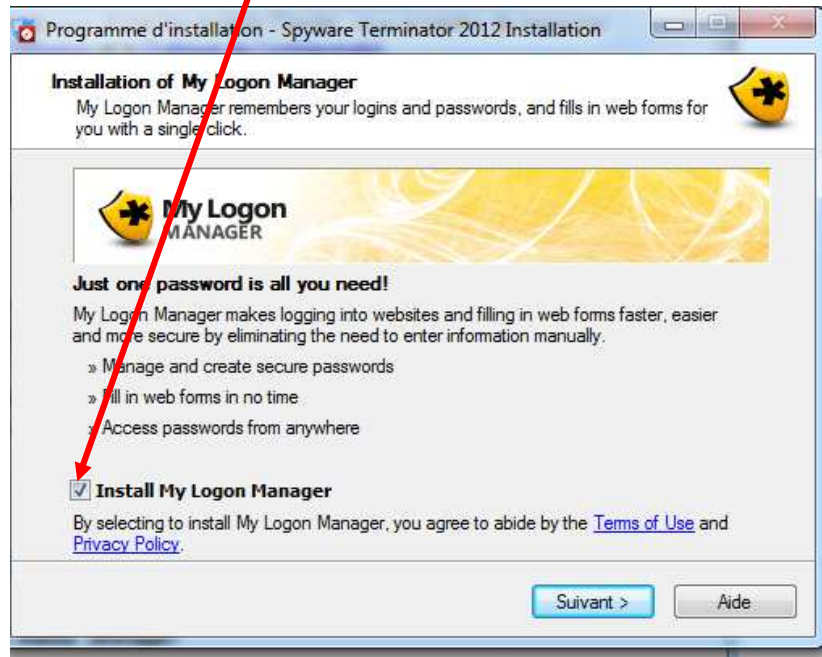 Programme d'installation - Spyware Terminator 2012 Installation
Installation of My Logon Manager
My Logon Manager remembers your logins and passwords, and fills in web forms for
you with a single click.
My Logon
MANAGER
Just one password is all you need!
My Logon Manager makes logging into websites and filling in web forms faster, easier
and more secure by eliminating the need to enter information manually.
» Manage and create secure passwords
» Fill in web forms in no time
» Access passwords from anywhere
Install My Logon Manager
By selecting to install My Logon Manager, you agree to abide by the Terms of Use and
Privacy Policy.
Suivant >
Aide